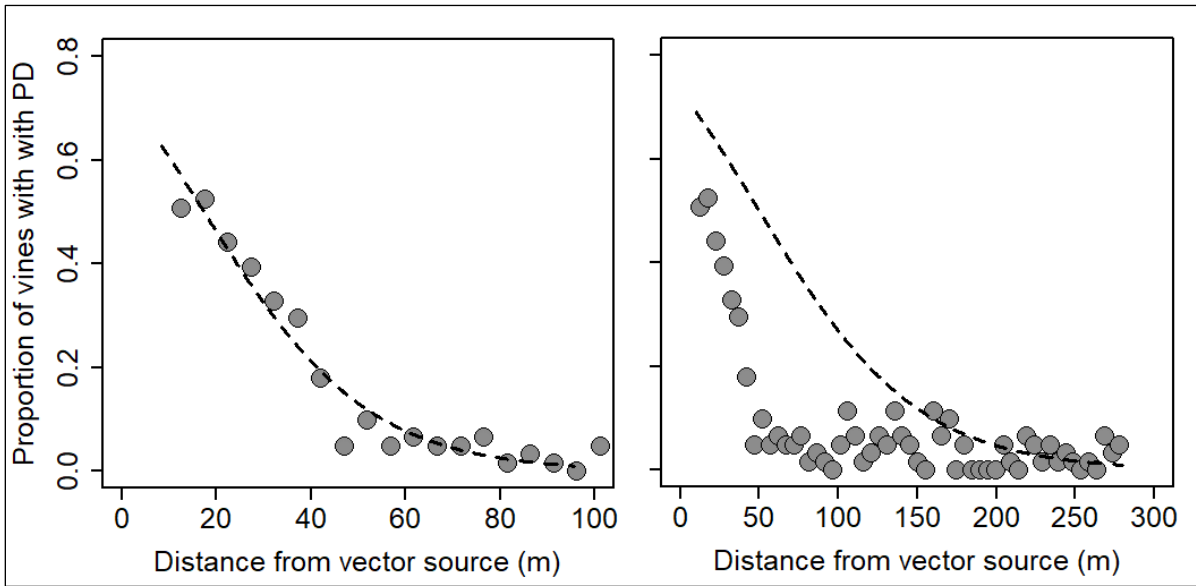 Proportion of vines with with PD
0.8
0.6
0.4
0.2
0.0
0 20 40 60 80 100
Distance from vector source (m)
0 50 100 150 200 250 300
Distance from vector source (m)